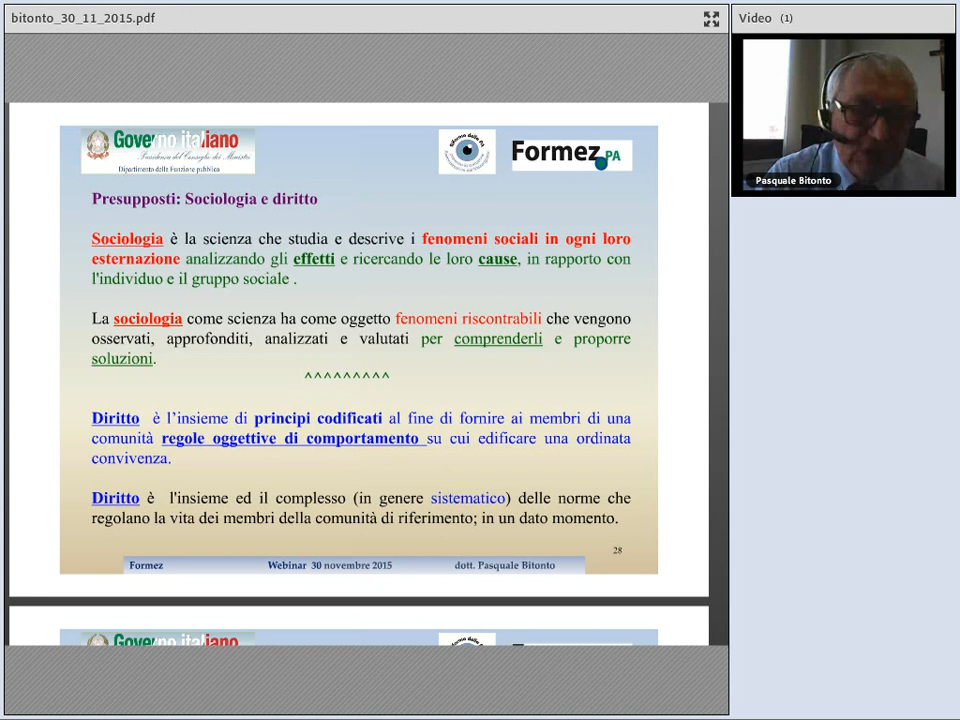 bitonto_30_11_2015.pdf
Video (1)
Pasquale Bitonto
Governo italiano
Presidenza del Consiglio dei Ministri
Dipartimento della Funzione pubblica
Formez PA
Presupposti: Sociologia e diritto
Sociologia è la scienza che studia e descrive i fenomeni sociali in ogni loro
esternazione analizzando gli effetti e ricercando le loro cause, in rapporto con
l'individuo e il gruppo sociale .
La sociologia come scienza ha come oggetto fenomeni riscontrabili che vengono
osservati, approfonditi, analizzati e valutati per comprenderli e proporre
soluzioni.
^^^^^^^^^
Diritto è l’insieme di principi codificati al fine di fornire ai membri di una
comunità regole oggettive di comportamento su cui edificare una ordinata
convivenza.
Diritto è l'insieme ed il complesso (in genere sistematico) delle norme che
regolano la vita dei membri della comunità di riferimento; in un dato momento.
28
Formez Webinar 30 novembre 2015 dott. Pasquale Bitonto
Governo italiano